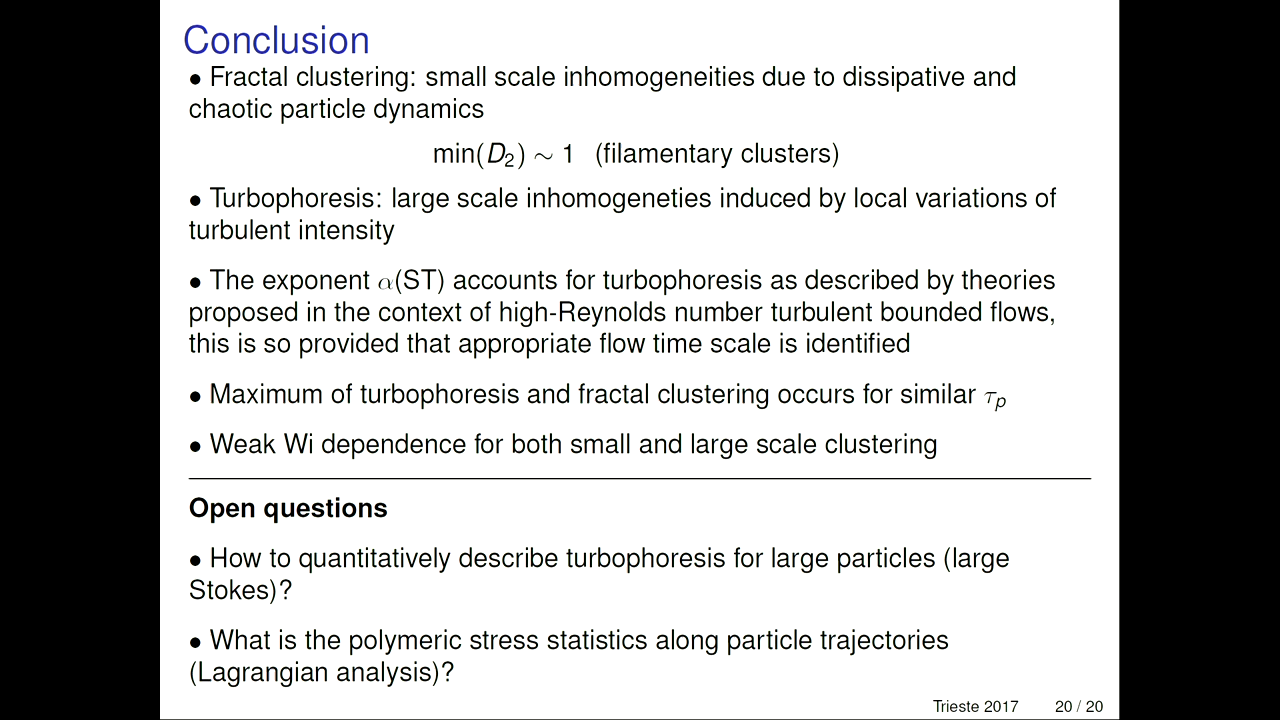 Conclusion
• Fractal clustering: small scale inhomogeneities due to dissipative and
chaotic particle dynamics
min(D₂) ∼ 1 (filamentary clusters)
• Turbophoresis: large scale inhomogeneties induced by local variations of
turbulent intensity
• The exponent α(ST) accounts for turbophoresis as described by theories
proposed in the context of high-Reynolds number turbulent bounded flows,
this is so provided that appropriate flow time scale is identified
• Maximum of turbophoresis and fractal clustering occurs for similar τₚ
• Weak Wi dependence for both small and large scale clustering
Open questions
• How to quantitatively describe turbophoresis for large particles (large
Stokes)?
• What is the polymeric stress statistics along particle trajectories
(Lagrangian analysis)?
Trieste 2017 20 / 20